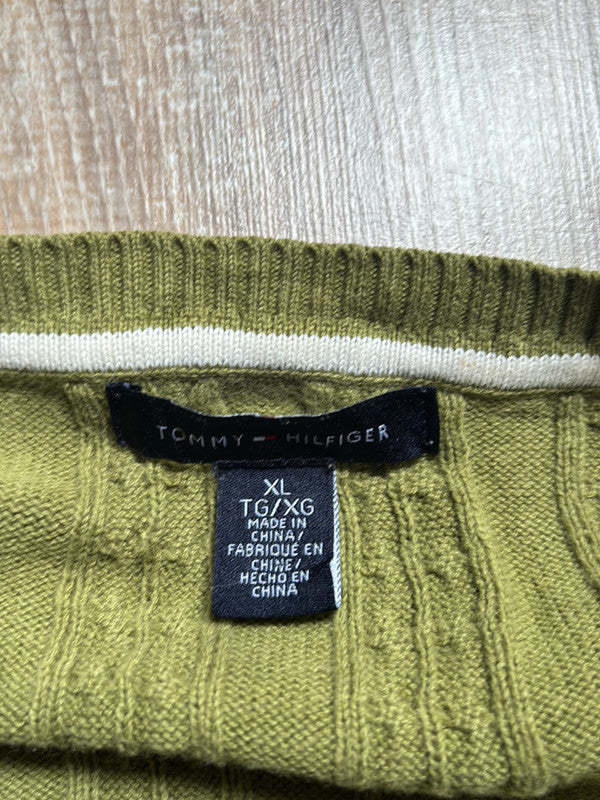 TOMMY HILFIGER
XL
TG/XG
MADE IN
CHINA/
FABRIQUÉ EN
CHINE/
HECHO EN
CHINA